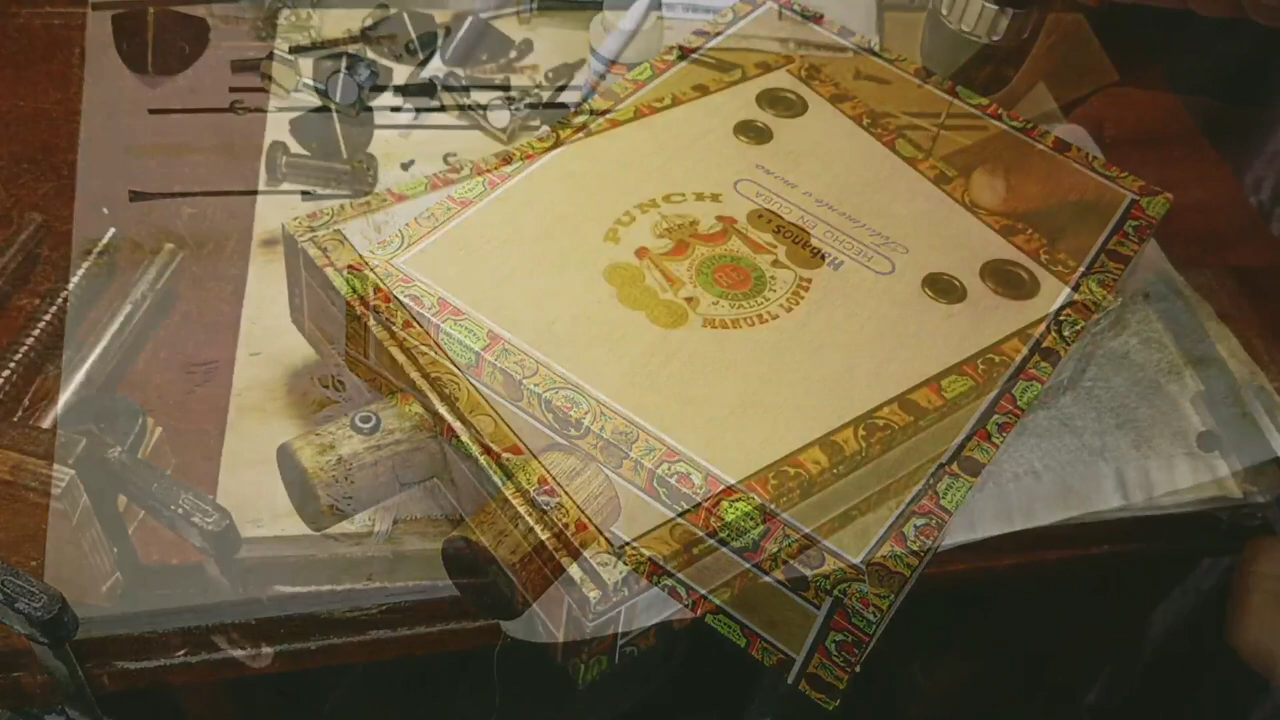 PUNCH
J. VALLE Y Cª
MANUEL LOPEZ
Habanos
HECHO EN CUBA
Totalmente a mano